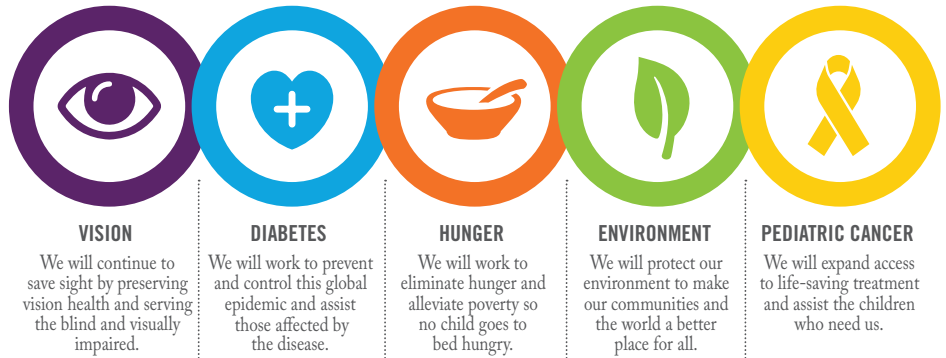 VISION
We will continue to
save sight by preserving
vision health and serving
the blind and visually
impaired.
DIABETES
We will work to prevent
and control this global
epidemic and assist
those affected by
the disease.
HUNGER
We will work to
eliminate hunger and
alleviate poverty so
no child goes to
bed hungry.
ENVIRONMENT
We will protect our
environment to make
our communities and
the world a better
place for all.
PEDIATRIC CANCER
We will expand access
to life-saving treatment
and assist the children
who need us.